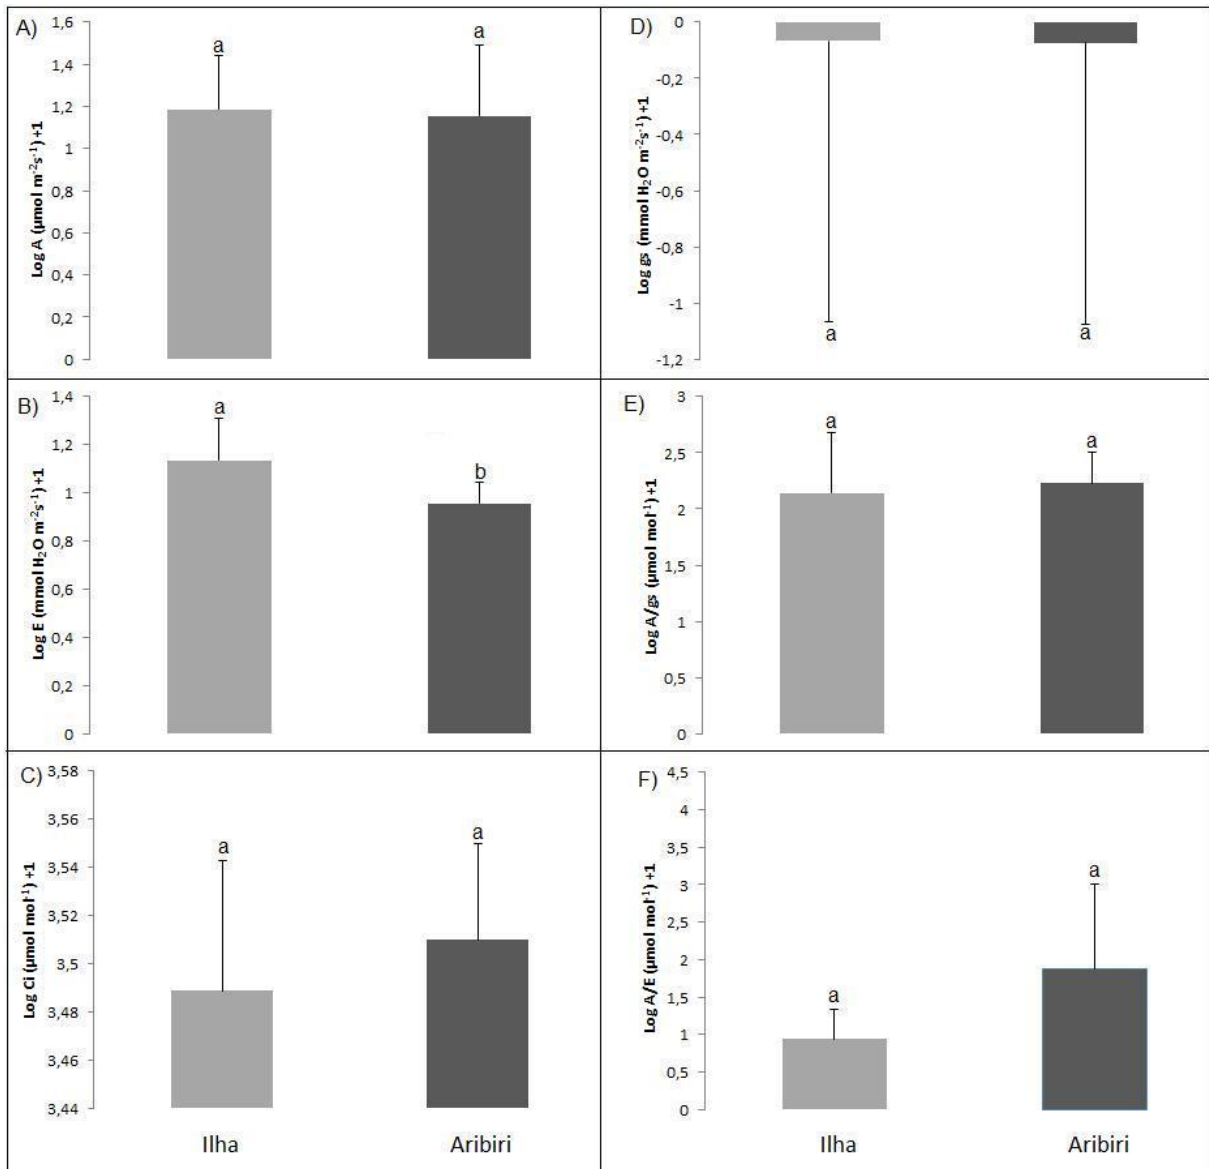 A)
Log A (µmol m⁻²s⁻¹) +1
1,6
1,4
1,2
1
0,8
0,6
0,4
0,2
0
a
a
D)
Log gs (mmol H₂O m⁻²s⁻¹) +1
0
-0,2
-0,4
-0,6
-0,8
-1
-1,2
a
a
B)
Log E (mmol H₂O m⁻²s⁻¹) +1
1,4
1,2
1
0,8
0,6
0,4
0,2
0
a
b
E)
Log A/gs (µmol mol⁻¹) +1
3
2,5
2
1,5
1
0,5
0
a
a
C)
Log Ci (µmol mol⁻¹) +1
3,58
3,56
3,54
3,52
3,5
3,48
3,46
3,44
a
a
Ilha Aribiri
F)
Log A/E (µmol mol⁻¹) +1
4,5
4
3,5
3
2,5
2
1,5
1
0,5
0
a
a
Ilha Aribiri